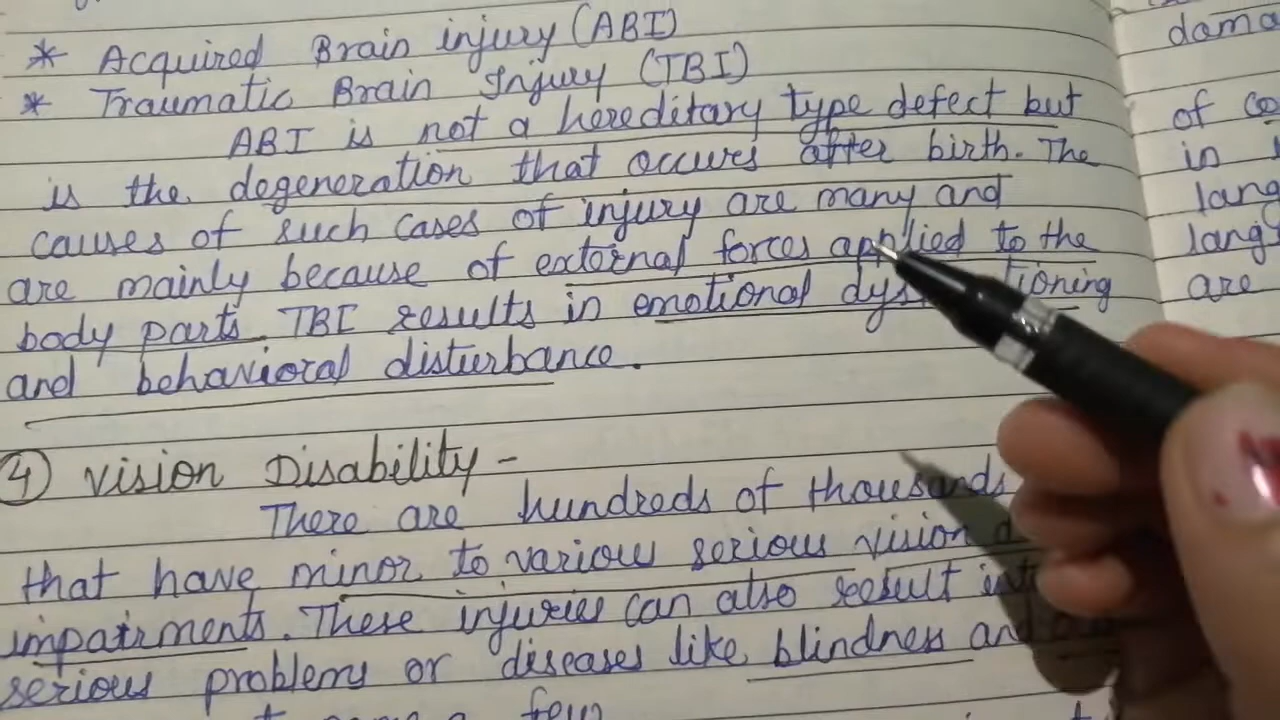 * Acquired Brain injury (ABI)
* Traumatic Brain Injury (TBI)
ABI is not a hereditary type defect but
is the degeneration that occurs after birth. The
causes of such cases of injury are many and
are mainly because of external forces applied to the
body parts. TBI results in emotional
and behavioral disturbance.
4 Vision Disability -
There are hundreds of thousands
that have minor to various serious vision
impairments. These injuries can also result
serious problems or diseases like blindness and
few
of
in
are